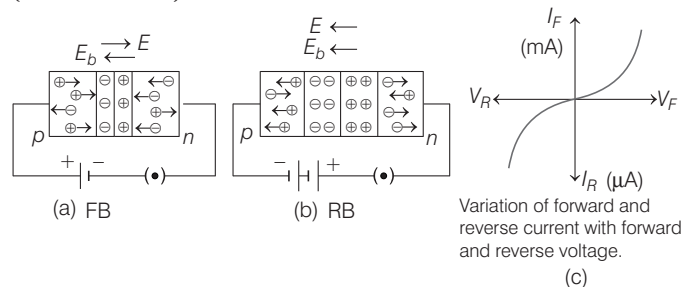 E
E_b
⊕ ⊖ ⊕ ⊖
p
n
+ −
(a) FB
E
E_b
⊕ ⊖⊖ ⊕⊕ ⊖
p
n
− +
(b) RB
I_F
(mA)
V_R
V_F
I_R (μA)
Variation of forward and
reverse current with forward
and reverse voltage.
(c)